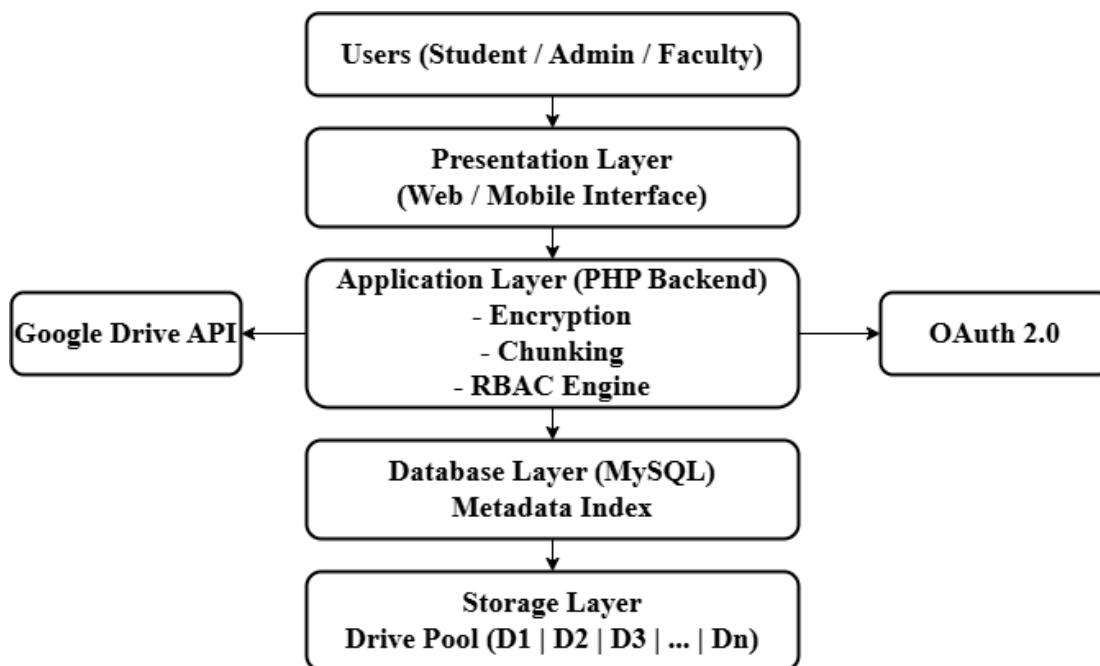 Users (Student / Admin / Faculty)
Presentation Layer
(Web / Mobile Interface)
Application Layer (PHP Backend)
- Encryption
- Chunking
- RBAC Engine
Google Drive API
OAuth 2.0
Database Layer (MySQL)
Metadata Index
Storage Layer
Drive Pool (D1 | D2 | D3 | ... | Dn)